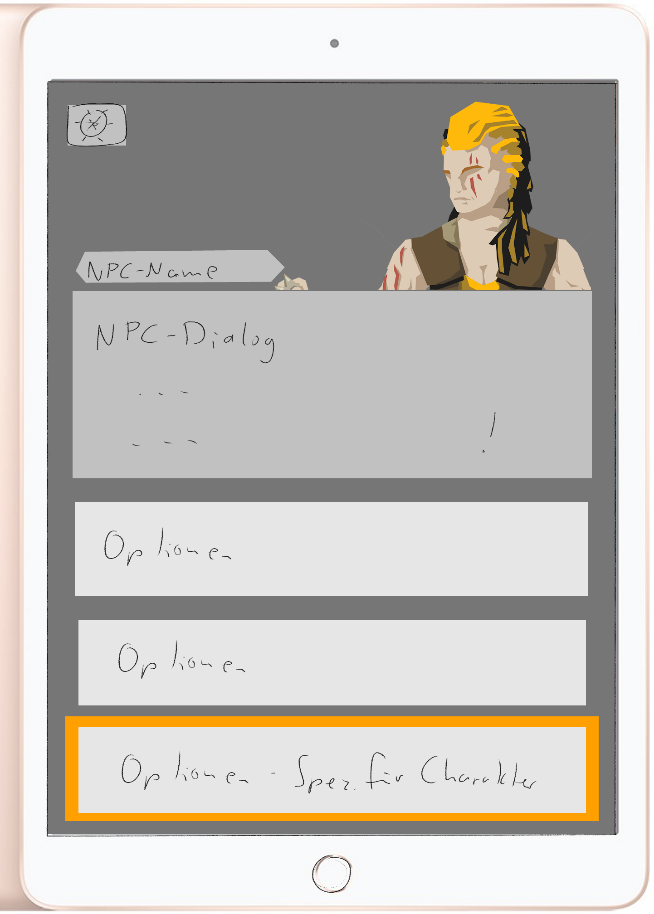 NPC-Name
NPC-Dialog
- - -
- - - !
Optionen
Optionen
Optionen - Spez. für Charakter